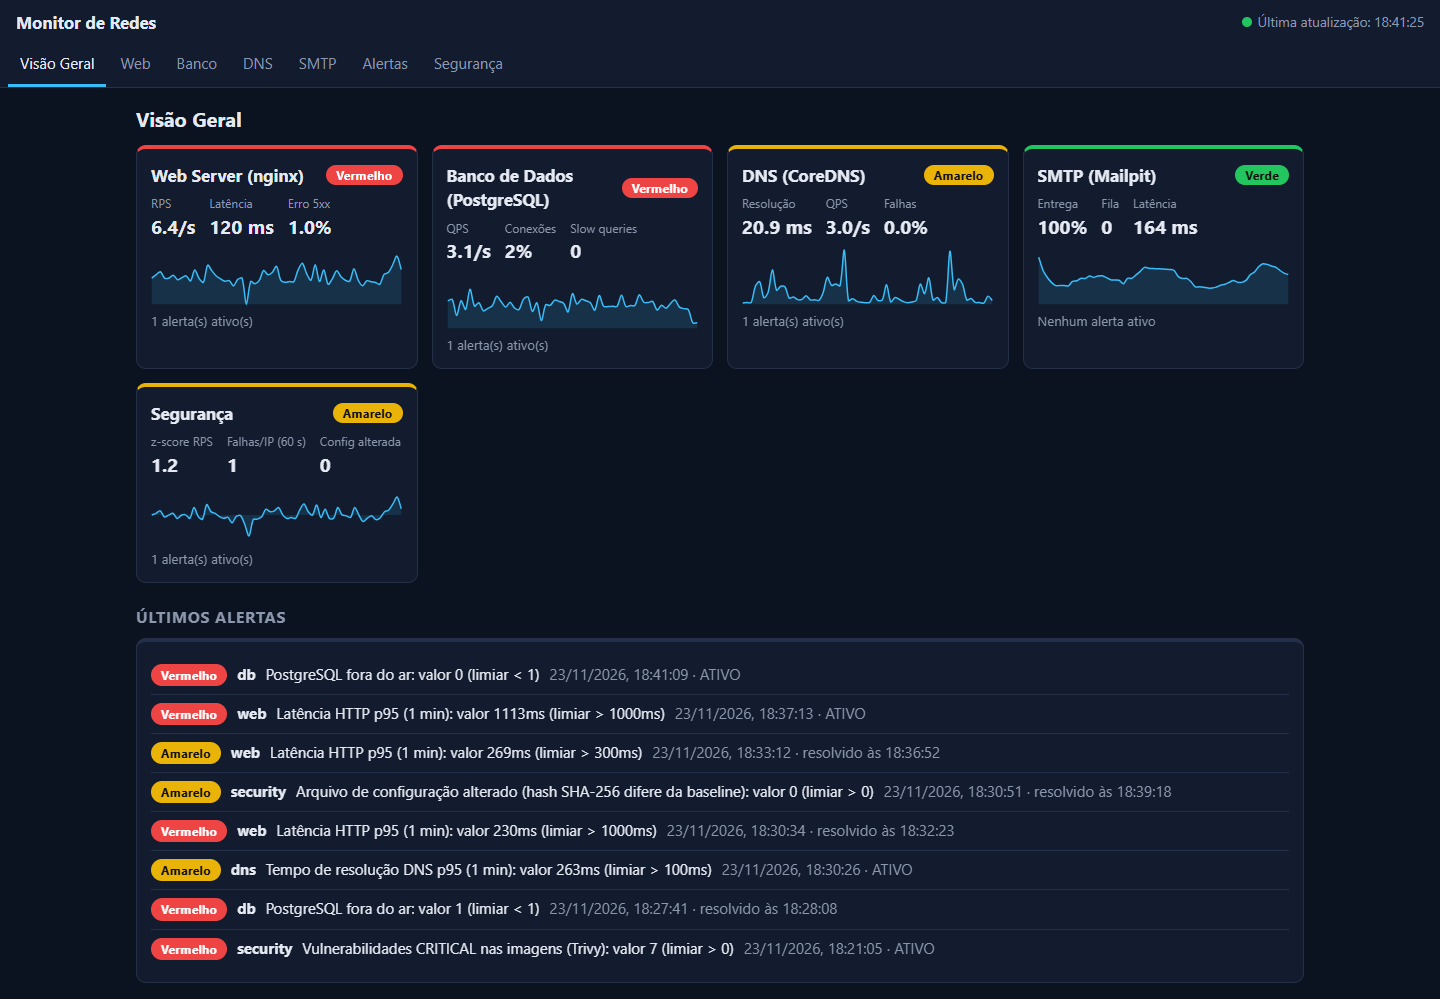 Monitor de Redes
Última atualização: 18:41:25
Visão Geral Web Banco DNS SMTP Alertas Segurança
Visão Geral
Web Server (nginx) Vermelho
RPS Latência Erro 5xx
6.4/s 120 ms 1.0%
1 alerta(s) ativo(s)
Banco de Dados
(PostgreSQL)
Vermelho
QPS Conexões Slow queries
3.1/s 2% 0
1 alerta(s) ativo(s)
DNS (CoreDNS) Amarelo
Resolução QPS Falhas
20.9 ms 3.0/s 0.0%
1 alerta(s) ativo(s)
SMTP (Mailpit) Verde
Entrega Fila Latência
100% 0 164 ms
Nenhum alerta ativo
Segurança Amarelo
z-score RPS Falhas/IP (60 s) Config alterada
1.2 1 0
1 alerta(s) ativo(s)
ÚLTIMOS ALERTAS
Vermelho db PostgreSQL fora do ar: valor 0 (limiar < 1) 23/11/2026, 18:41:09 · ATIVO
Vermelho web Latência HTTP p95 (1 min): valor 1113ms (limiar > 1000ms) 23/11/2026, 18:37:13 · ATIVO
Amarelo web Latência HTTP p95 (1 min): valor 269ms (limiar > 300ms) 23/11/2026, 18:33:12 · resolvido às 18:36:52
Amarelo security Arquivo de configuração alterado (hash SHA-256 difere da baseline): valor 0 (limiar > 0) 23/11/2026, 18:30:51 · resolvido às 18:39:18
Vermelho web Latência HTTP p95 (1 min): valor 230ms (limiar > 1000ms) 23/11/2026, 18:30:34 · resolvido às 18:32:23
Amarelo dns Tempo de resolução DNS p95 (1 min): valor 263ms (limiar > 100ms) 23/11/2026, 18:30:26 · ATIVO
Vermelho db PostgreSQL fora do ar: valor 1 (limiar < 1) 23/11/2026, 18:27:41 · resolvido às 18:28:08
Vermelho security Vulnerabilidades CRITICAL nas imagens (Trivy): valor 7 (limiar > 0) 23/11/2026, 18:21:05 · ATIVO